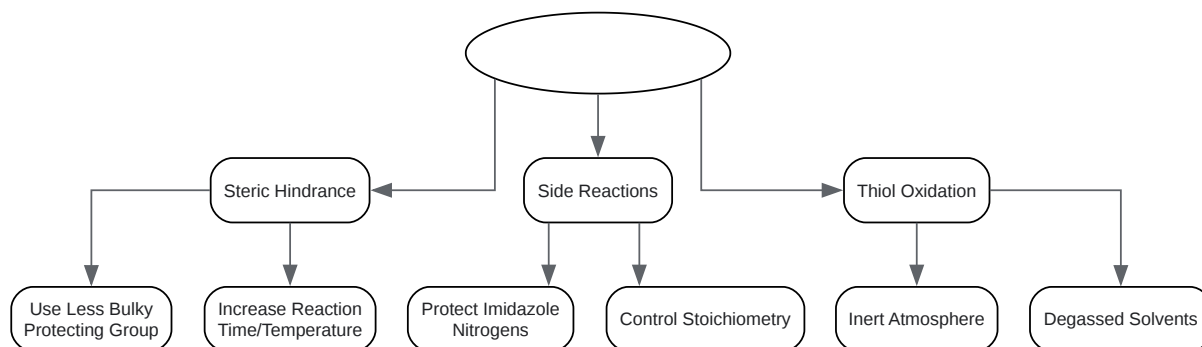 Steric Hindrance
Side Reactions
Thiol Oxidation
Use Less Bulky
Protecting Group
Increase Reaction
Time/Temperature
Protect Imidazole
Nitrogens
Control Stoichiometry
Inert Atmosphere
Degassed Solvents